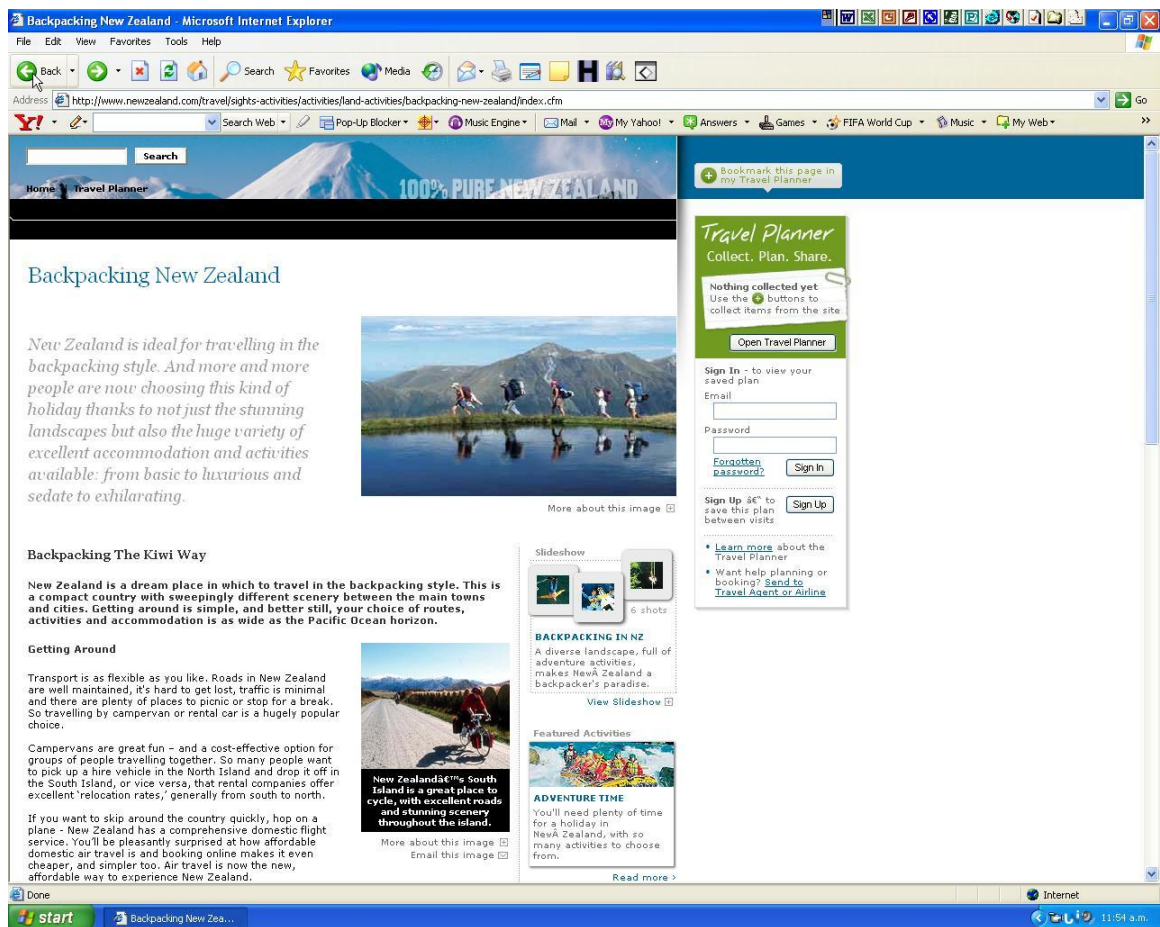 Backpacking New Zealand - Microsoft Internet Explorer
File Edit View Favorites Tools Help
Back Search Favorites Media
Address http://www.newzealand.com/travel/sights-activities/activities/land-activities/backpacking-new-zealand/index.cfm Go
Y! Search Web Pop-Up Blocker Music Engine Mail My Yahoo! Answers Games FIFA World Cup Music My Web »
Search
Home Travel Planner
100% PURE NEW ZEALAND
Bookmark this page in
my Travel Planner
Backpacking New Zealand
New Zealand is ideal for travelling in the
backpacking style. And more and more
people are now choosing this kind of
holiday thanks to not just the stunning
landscapes but also the huge variety of
excellent accommodation and activities
available: from basic to luxurious and
sedate to exhilarating.
More about this image
Travel Planner
Collect. Plan. Share.
Nothing collected yet
Use the + buttons to
collect items from the site
Open Travel Planner
Sign In - to view your
saved plan
Email
Password
Forgotten
password?
Sign In
Sign Up â€“ to
save this plan
between visits
Sign Up
• Learn more about the
Travel Planner
• Want help planning or
booking? Send to
Travel Agent or Airline
Backpacking The Kiwi Way
New Zealand is a dream place in which to travel in the backpacking style. This is
a compact country with sweepingly different scenery between the main towns
and cities. Getting around is simple, and better still, your choice of routes,
activities and accommodation is as wide as the Pacific Ocean horizon.
Getting Around
Transport is as flexible as you like. Roads in New Zealand
are well maintained, it's hard to get lost, traffic is minimal
and there are plenty of places to picnic or stop for a break.
So travelling by campervan or rental car is a hugely popular
choice.
Campervans are great fun – and a cost-effective option for
groups of people travelling together. So many people want
to pick up a hire vehicle in the North Island and drop it off in
the South Island, or vice versa, that rental companies offer
excellent 'relocation rates,' generally from south to north.
If you want to skip around the country quickly, hop on a
plane - New Zealand has a comprehensive domestic flight
service. You'll be pleasantly surprised at how affordable
domestic air travel is and booking online makes it even
cheaper, and simpler too. Air travel is now the new,
affordable way to experience New Zealand.
New Zealandâ€™s South
Island is a great place to
cycle, with excellent roads
and stunning scenery
throughout the island.
More about this image
Email this image
Slideshow
6 shots
BACKPACKING IN NZ
A diverse landscape, full of
adventure activities,
makes NewÂ Zealand a
backpacker's paradise.
View Slideshow
Featured Activities
ADVENTURE TIME
You'll need plenty of time
for a holiday in
NewÂ Zealand, with so
many activities to choose
from.
Read more ›
Done Internet
start Backpacking New Zea... 11:54 a.m.